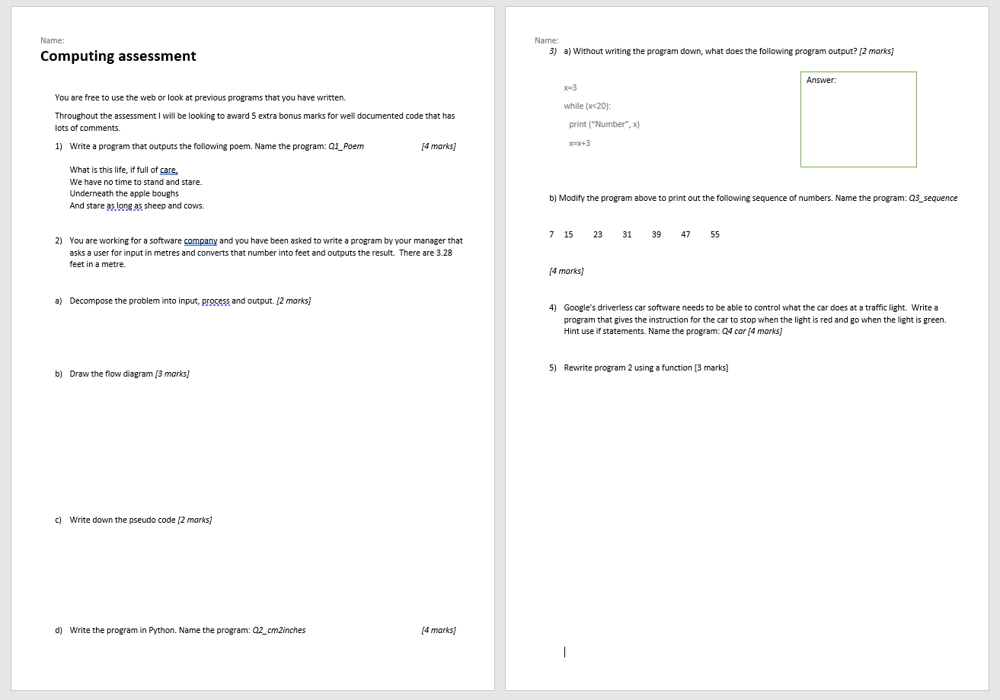 Name:
Computing assessment
You are free to use the web or look at previous programs that you have written.
Throughout the assessment I will be looking to award 5 extra bonus marks for well documented code that has
lots of comments.
1) Write a program that outputs the following poem. Name the program: Q1_Poem [4 marks]
What is this life, if full of care,
We have no time to stand and stare.
Underneath the apple boughs
And stare as long as sheep and cows.
2) You are working for a software company and you have been asked to write a program by your manager that
asks a user for input in metres and converts that number into feet and outputs the result. There are 3.28
feet in a metre.
a) Decompose the problem into input, process and output. [2 marks]
b) Draw the flow diagram [3 marks]
c) Write down the pseudo code [2 marks]
d) Write the program in Python. Name the program: Q2_cm2inches [4 marks]
Name:
3) a) Without writing the program down, what does the following program output? [2 marks]
Answer:
x=3
while (x<20):
print (“Number”, x)
x=x+3
b) Modify the program above to print out the following sequence of numbers. Name the program: Q3_sequence
7 15 23 31 39 47 55
[4 marks]
4) Google’s driverless car software needs to be able to control what the car does at a traffic light. Write a
program that gives the instruction for the car to stop when the light is red and go when the light is green.
Hint use if statements. Name the program: Q4 car [4 marks]
5) Rewrite program 2 using a function [3 marks]